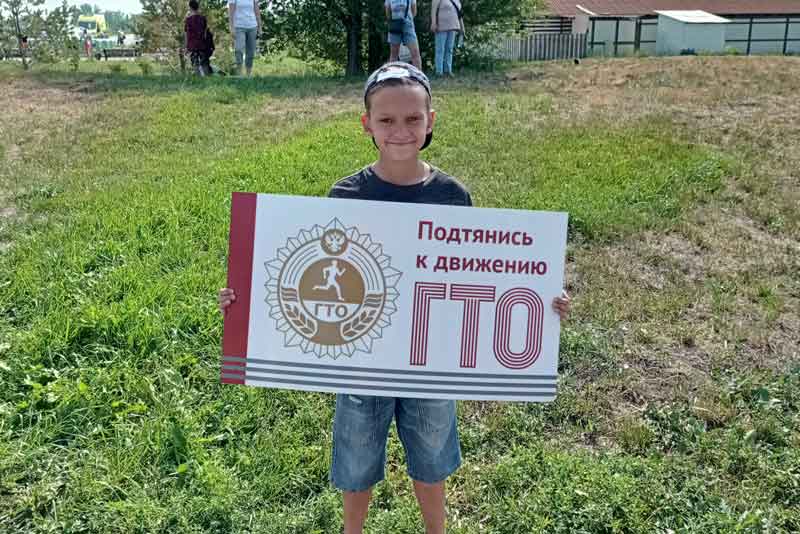 ГТО
Подтянись
к движению
ГТО